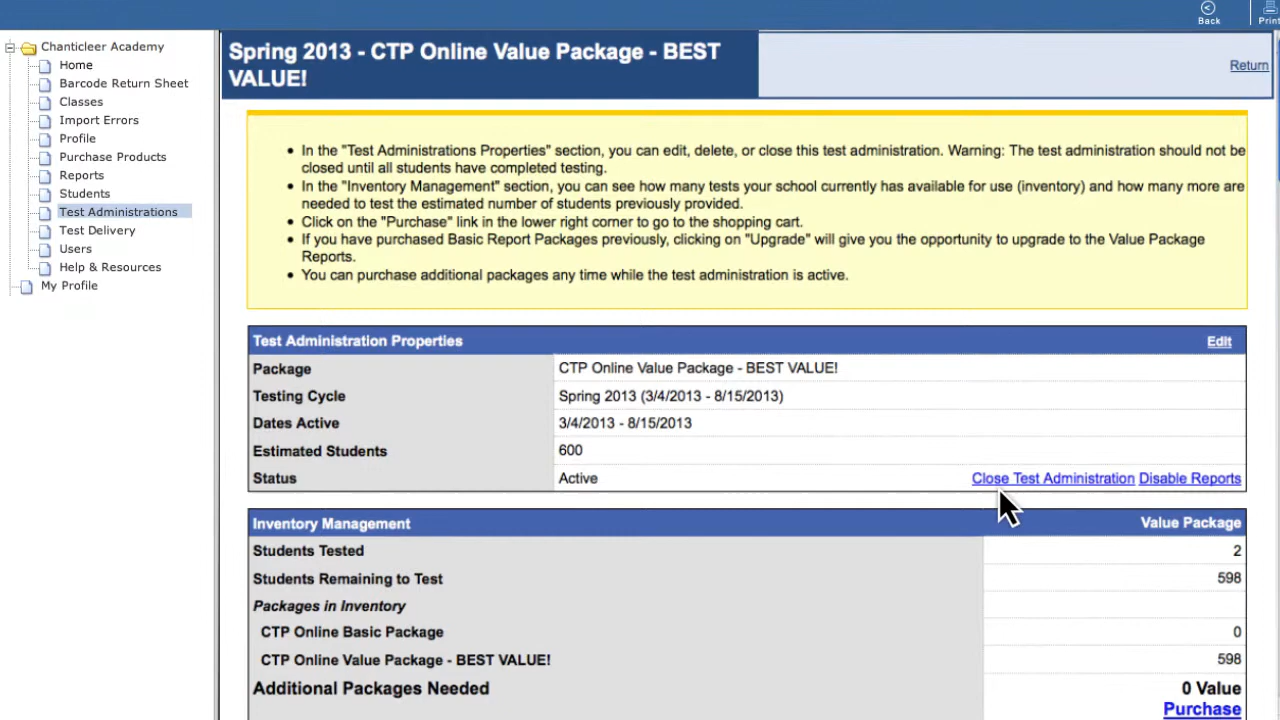 Back
Print
Chanticleer Academy
Home
Barcode Return Sheet
Classes
Import Errors
Profile
Purchase Products
Reports
Students
Test Administrations
Test Delivery
Users
Help & Resources
My Profile
Spring 2013 - CTP Online Value Package - BEST
VALUE!
Return
• In the "Test Administrations Properties" section, you can edit, delete, or close this test administration. Warning: The test administration should not be
closed until all students have completed testing.
• In the "Inventory Management" section, you can see how many tests your school currently has available for use (inventory) and how many more are
needed to test the estimated number of students previously provided.
• Click on the "Purchase" link in the lower right corner to go to the shopping cart.
• If you have purchased Basic Report Packages previously, clicking on "Upgrade" will give you the opportunity to upgrade to the Value Package
Reports.
• You can purchase additional packages any time while the test administration is active.
Test Administration Properties Edit
Package CTP Online Value Package - BEST VALUE!
Testing Cycle Spring 2013 (3/4/2013 - 8/15/2013)
Dates Active 3/4/2013 - 8/15/2013
Estimated Students 600
Status Active Close Test Administration Disable Reports
Inventory Management Value Package
Students Tested 2
Students Remaining to Test 598
Packages in Inventory
CTP Online Basic Package 0
CTP Online Value Package - BEST VALUE! 598
Additional Packages Needed 0 Value
Purchase